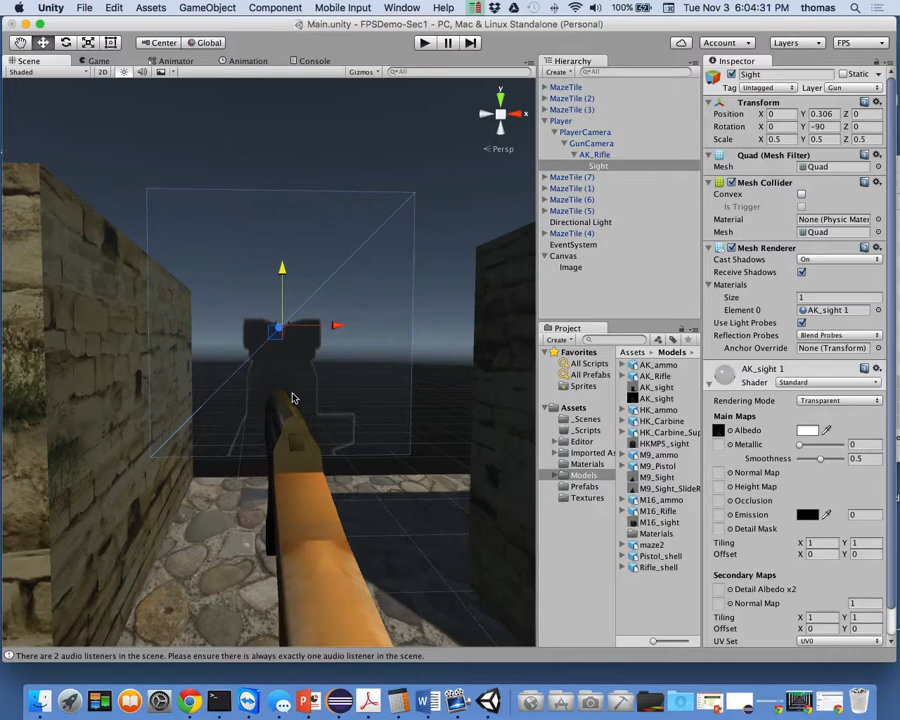 Unity File Edit Assets GameObject Component Mobile Input Window Help 100% Tue Nov 3 6:04:31 PM thomas
Main.unity - FPSDemo-Sec1 - PC, Mac & Linux Standalone (Personal)
Center Global Account Layers FPS
Scene Game Animator Animation Console
Shaded 2D Gizmos All
y
x
Persp
Hierarchy
Create All
MazeTile
MazeTile (2)
MazeTile (3)
Player
PlayerCamera
GunCamera
AK_Rifle
Sight
MazeTile (7)
MazeTile (1)
MazeTile (6)
MazeTile (5)
Directional Light
MazeTile (4)
EventSystem
Canvas
Image
Project
Create
Favorites
All Scripts
All Prefabs
Sprites
Assets
_Scenes
_Scripts
Editor
Imported As
Materials
Models
Prefabs
Textures
Assets Models
AK_ammo
AK_Rifle
AK_sight
AK_sight
HK_ammo
HK_Carbine
HK_Carbine_Sup
HKMP5_sight
M9_ammo
M9_Pistol
M9_Sight
M9_Sight_SlideR
M16_ammo
M16_Rifle
M16_sight
Materials
maze2
Pistol_shell
Rifle_shell
Inspector
Sight Static
Tag Untagged Layer Gun
Transform
Position X 0 Y 0.306 Z 0
Rotation X 0 Y -90 Z 0
Scale X 0.5 Y 0.5 Z 0.5
Quad (Mesh Filter)
Mesh Quad
Mesh Collider
Convex
Is Trigger
Material None (Physic Mater
Mesh Quad
Mesh Renderer
Cast Shadows On
Receive Shadows
Materials
Size 1
Element 0 AK_sight 1
Use Light Probes
Reflection Probes Blend Probes
Anchor Override None (Transform)
AK_sight 1
Shader Standard
Rendering Mode Transparent
Main Maps
Albedo
Metallic 0
Smoothness 0.5
Normal Map
Height Map
Occlusion
Emission 0
Detail Mask
Tiling X 1 Y 1
Offset X 0 Y 0
Secondary Maps
Detail Albedo x2
Normal Map 1
Tiling X 1 Y 1
Offset X 0 Y 0
UV Set UV0
There are 2 audio listeners in the scene. Please ensure there is always exactly one audio listener in the scene.